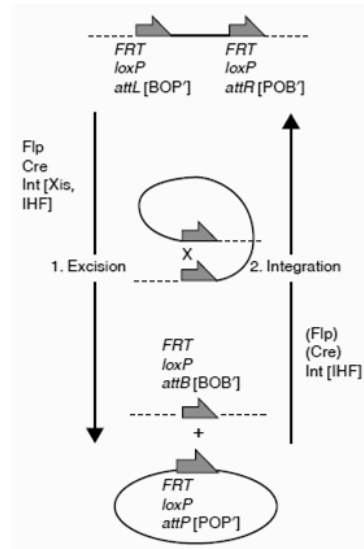 FRT
loxP
attL [BOP′]
FRT
loxP
attR [POB′]
Flp
Cre
Int [Xis,
IHF]
X
1. Excision
2. Integration
FRT
loxP
attB [BOB′]
(Flp)
(Cre)
Int [IHF]
+
FRT
loxP
attP [POP′]